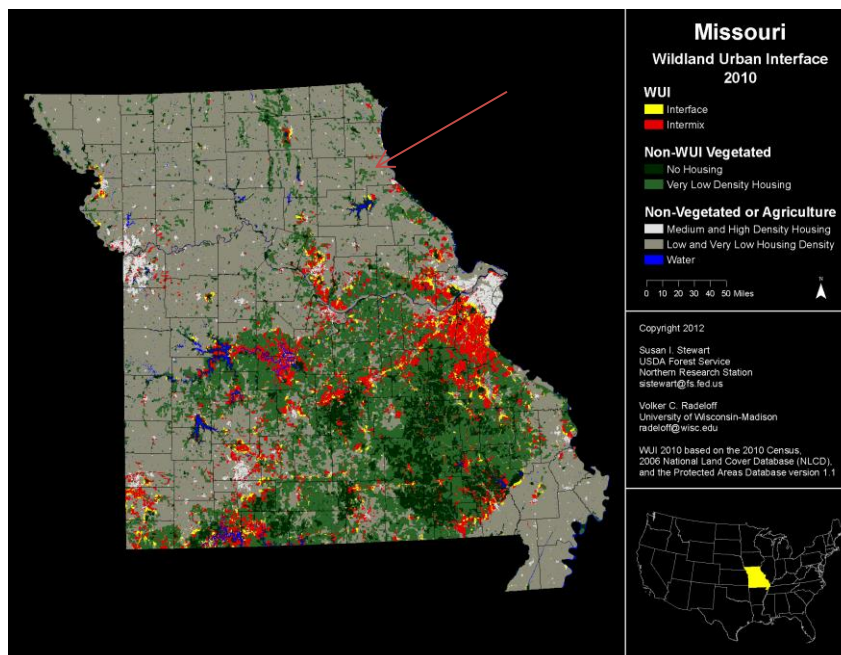 Missouri
Wildland Urban Interface
2010
WUI
Interface
Intermix
Non-WUI Vegetated
No Housing
Very Low Density Housing
Non-Vegetated or Agriculture
Medium and High Density Housing
Low and Very Low Housing Density
Water
0 10 20 30 40 50 Miles
N
Copyright 2012
Susan I. Stewart
USDA Forest Service
Northern Research Station
sistewart@fs.fed.us
Volker C. Radeloff
University of Wisconsin-Madison
radeloff@wisc.edu
WUI 2010 based on the 2010 Census,
2006 National Land Cover Database (NLCD),
and the Protected Areas Database version 1.1